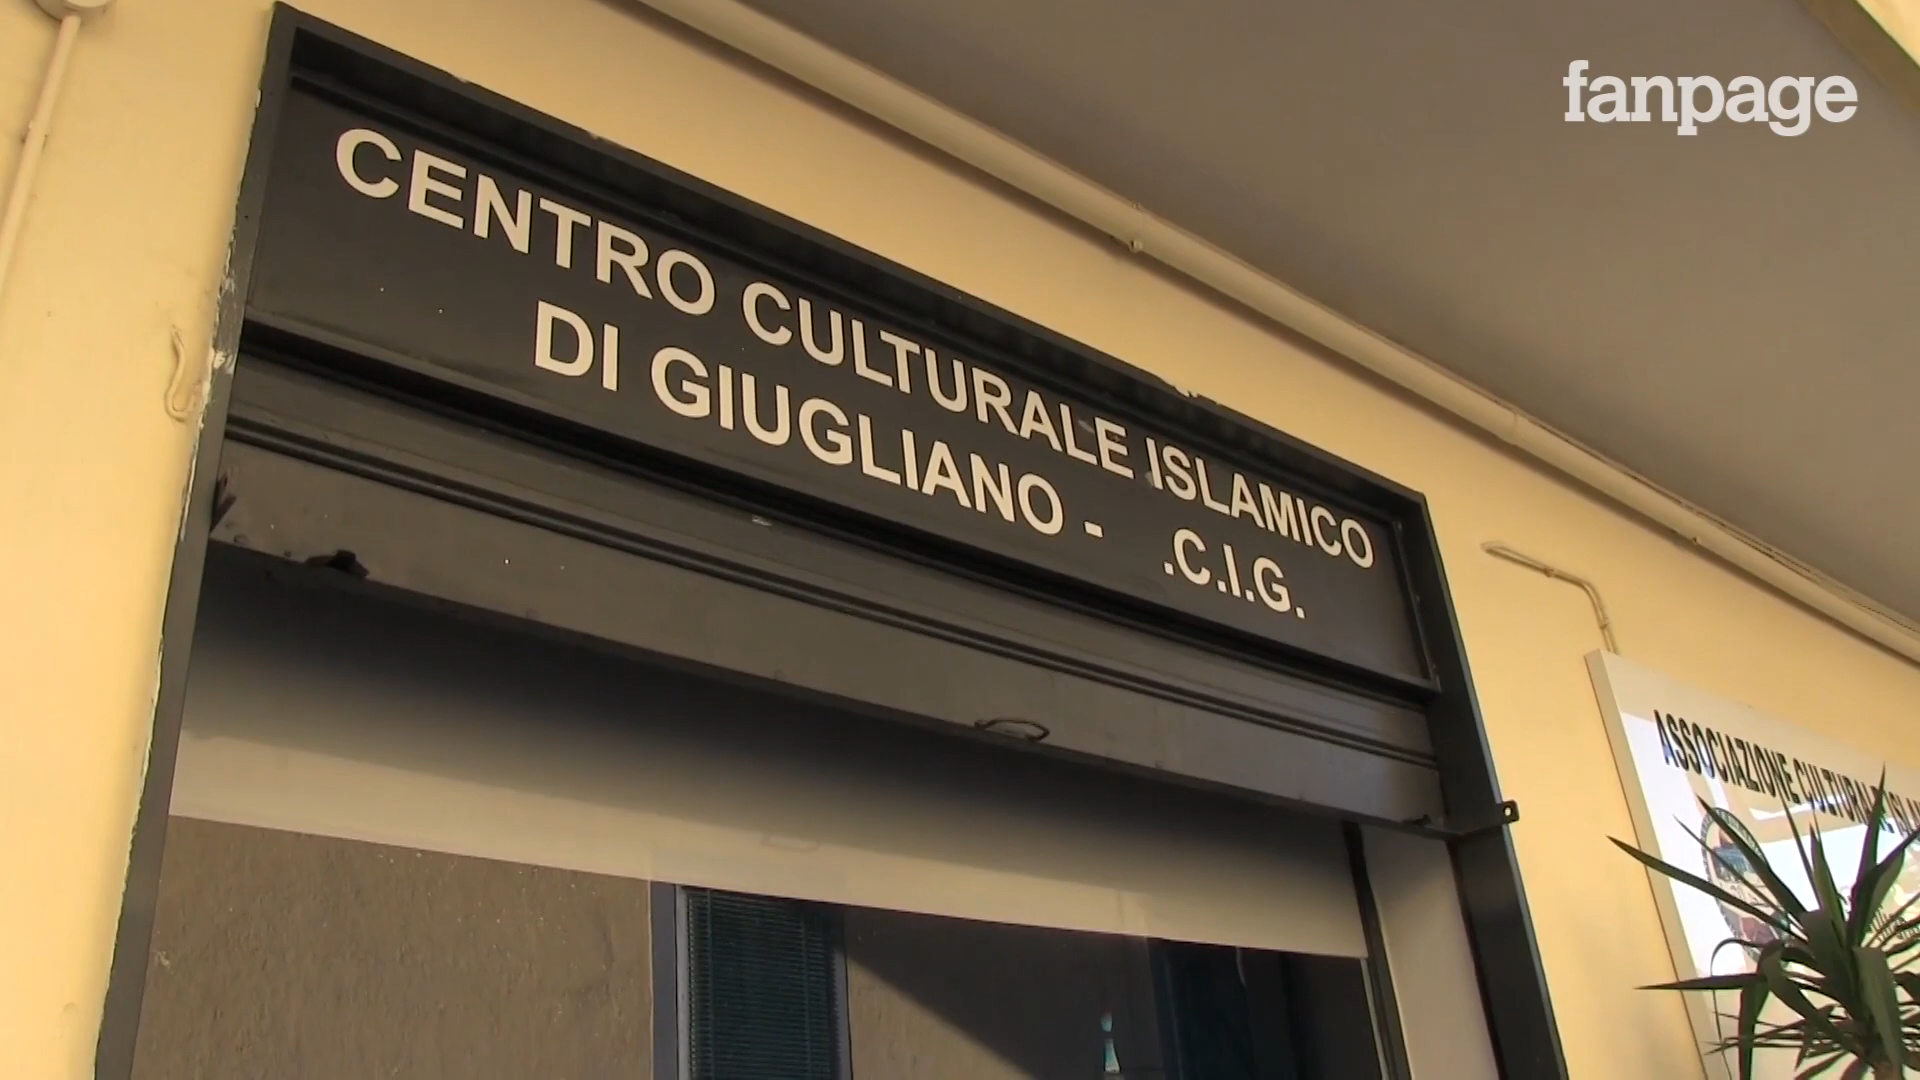 fanpage
CENTRO CULTURALE ISLAMICO
DI GIUGLIANO - .C.I.G.
ASSOCIAZIONE CULTURALE